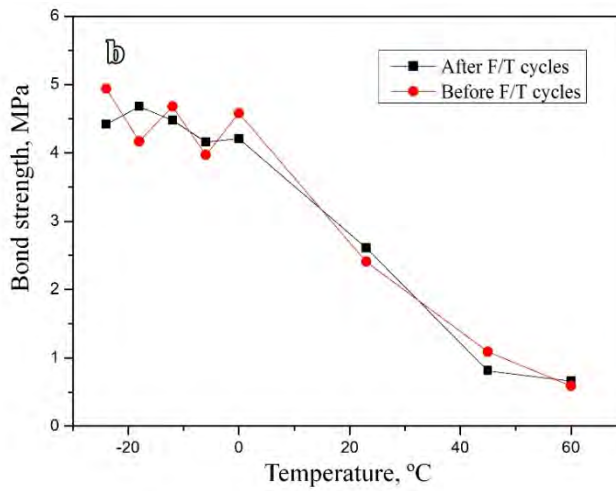 b
After F/T cycles
Before F/T cycles
Bond strength, MPa
6
5
4
3
2
1
0
-20 0 20 40 60
Temperature, ºC